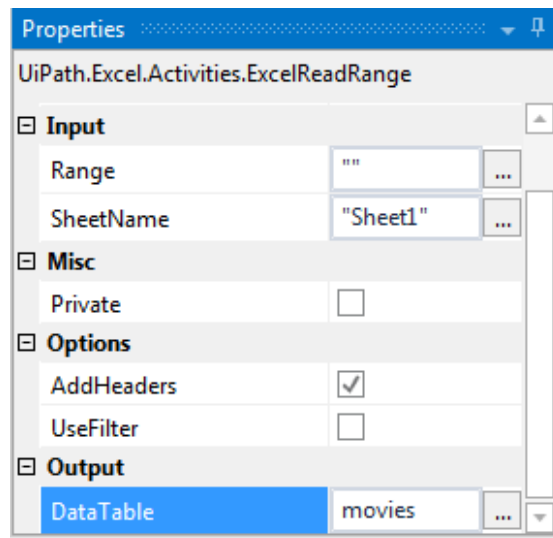 Properties
UiPath.Excel.Activities.ExcelReadRange
Input
Range "" ...
SheetName "Sheet1" ...
Misc
Private
Options
AddHeaders
UseFilter
Output
DataTable movies ...